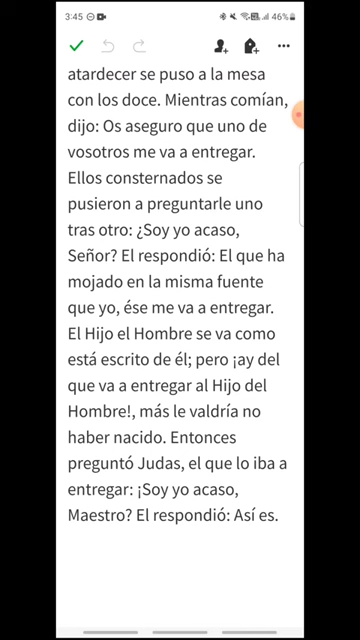 3:45
46%
atardecer se puso a la mesa
con los doce. Mientras comían,
dijo: Os aseguro que uno de
vosotros me va a entregar.
Ellos consternados se
pusieron a preguntarle uno
tras otro: ¿Soy yo acaso,
Señor? El respondió: El que ha
mojado en la misma fuente
que yo, ése me va a entregar.
El Hijo el Hombre se va como
está escrito de él; pero ¡ay del
que va a entregar al Hijo del
Hombre!, más le valdría no
haber nacido. Entonces
preguntó Judas, el que lo iba a
entregar: ¡Soy yo acaso,
Maestro? El respondió: Así es.